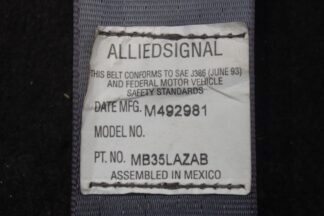 ALLIEDSIGNAL
THIS BELT CONFORMS TO SAE J386 (JUNE 93)
AND FEDERAL MOTOR VEHICLE
SAFETY STANDARDS
DATE MFG. M492981
MODEL NO.
PT. NO. MB35LAZAB
ASSEMBLED IN MEXICO